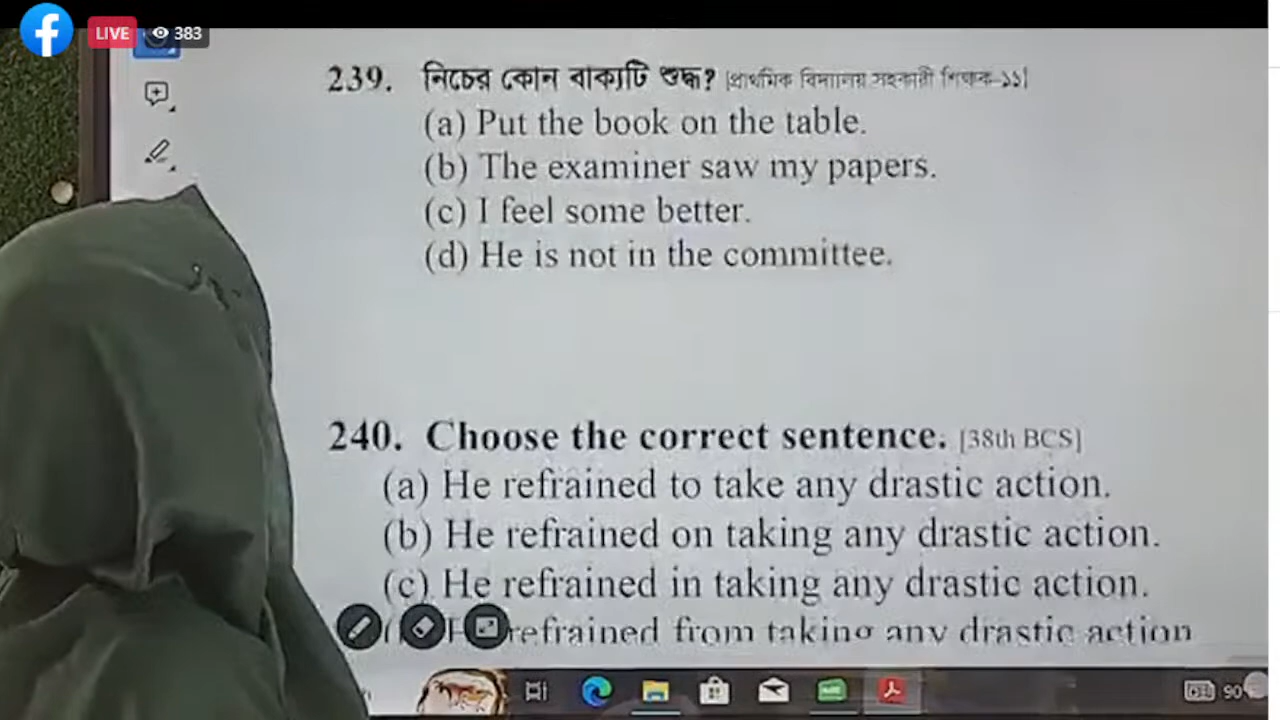 LIVE 383
239. নিচের কোন বাক্যটি শুদ্ধ? [প্রাথমিক বিদ্যালয় সহকারী শিক্ষক-১১]
(a) Put the book on the table.
(b) The examiner saw my papers.
(c) I feel some better.
(d) He is not in the committee.
240. Choose the correct sentence. [38th BCS]
(a) He refrained to take any drastic action.
(b) He refrained on taking any drastic action.
(c) He refrained in taking any drastic action.
refrained from taking any drastic action
90